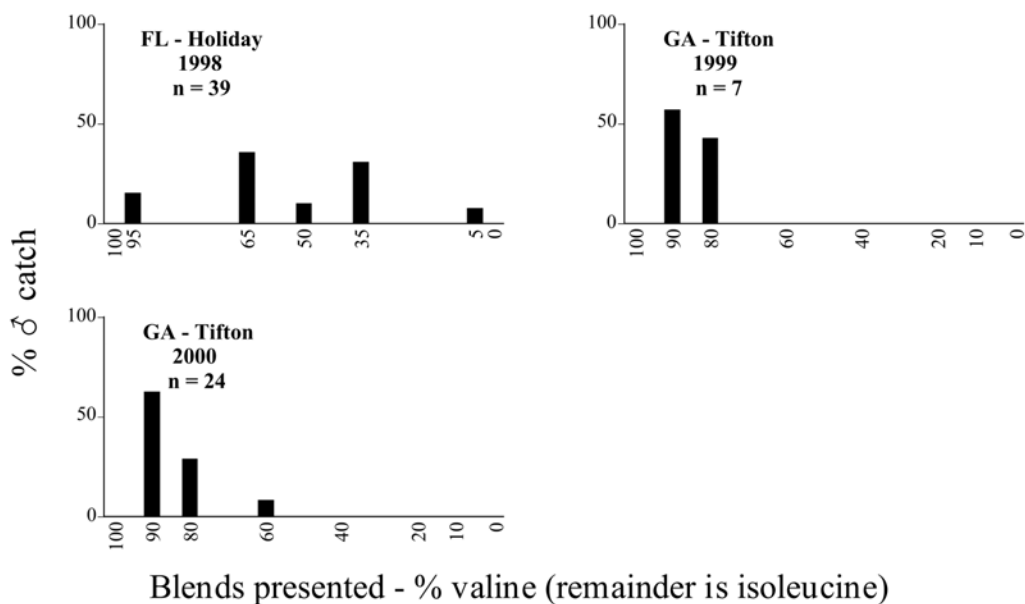 % ♂ catch
100
50
0
FL - Holiday
1998
n = 39
100 95 65 50 35 5 0
100
50
0
GA - Tifton
1999
n = 7
100 90 80 60 40 20 10 0
100
50
0
GA - Tifton
2000
n = 24
100 90 80 60 40 20 10 0
Blends presented - % valine (remainder is isoleucine)